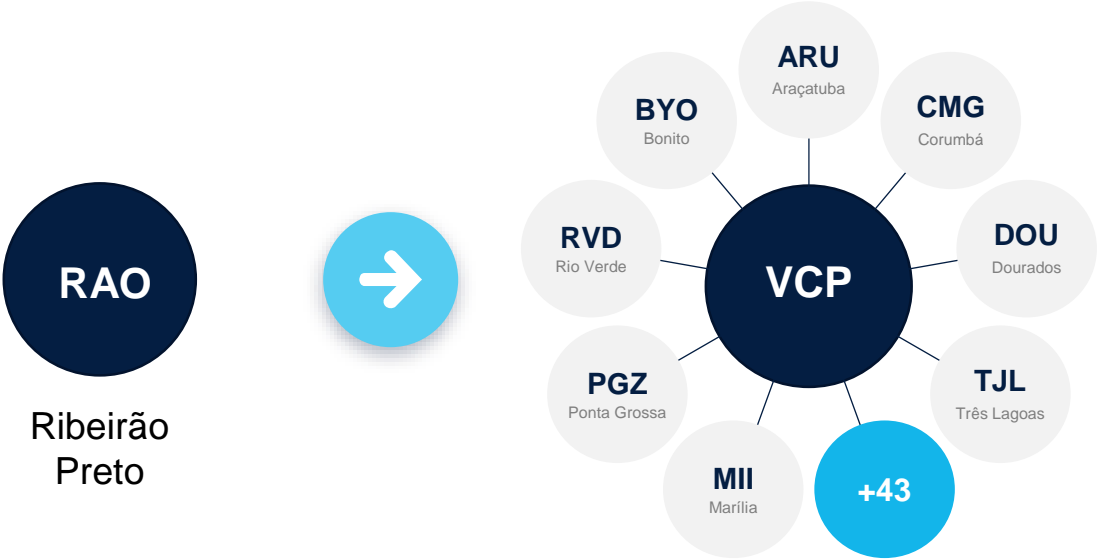 RAO
Ribeirão
Preto
VCP
ARU
Araçatuba
CMG
Corumbá
DOU
Dourados
TJL
Três Lagoas
+43
MII
Marília
PGZ
Ponta Grossa
RVD
Rio Verde
BYO
Bonito